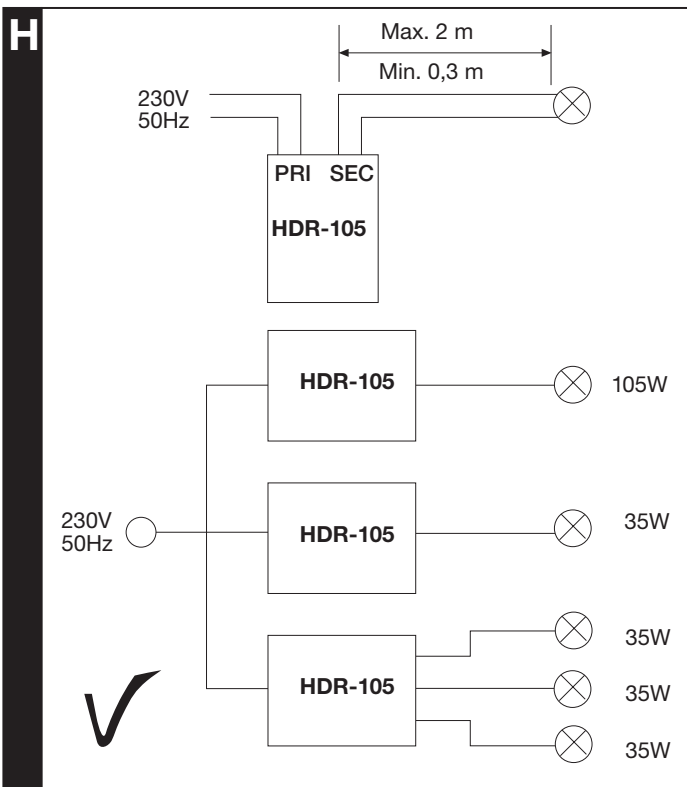 H
Max. 2 m
Min. 0,3 m
230V
50Hz
PRI SEC
HDR-105
HDR-105
105W
230V
50Hz
HDR-105
35W
HDR-105
35W
35W
35W